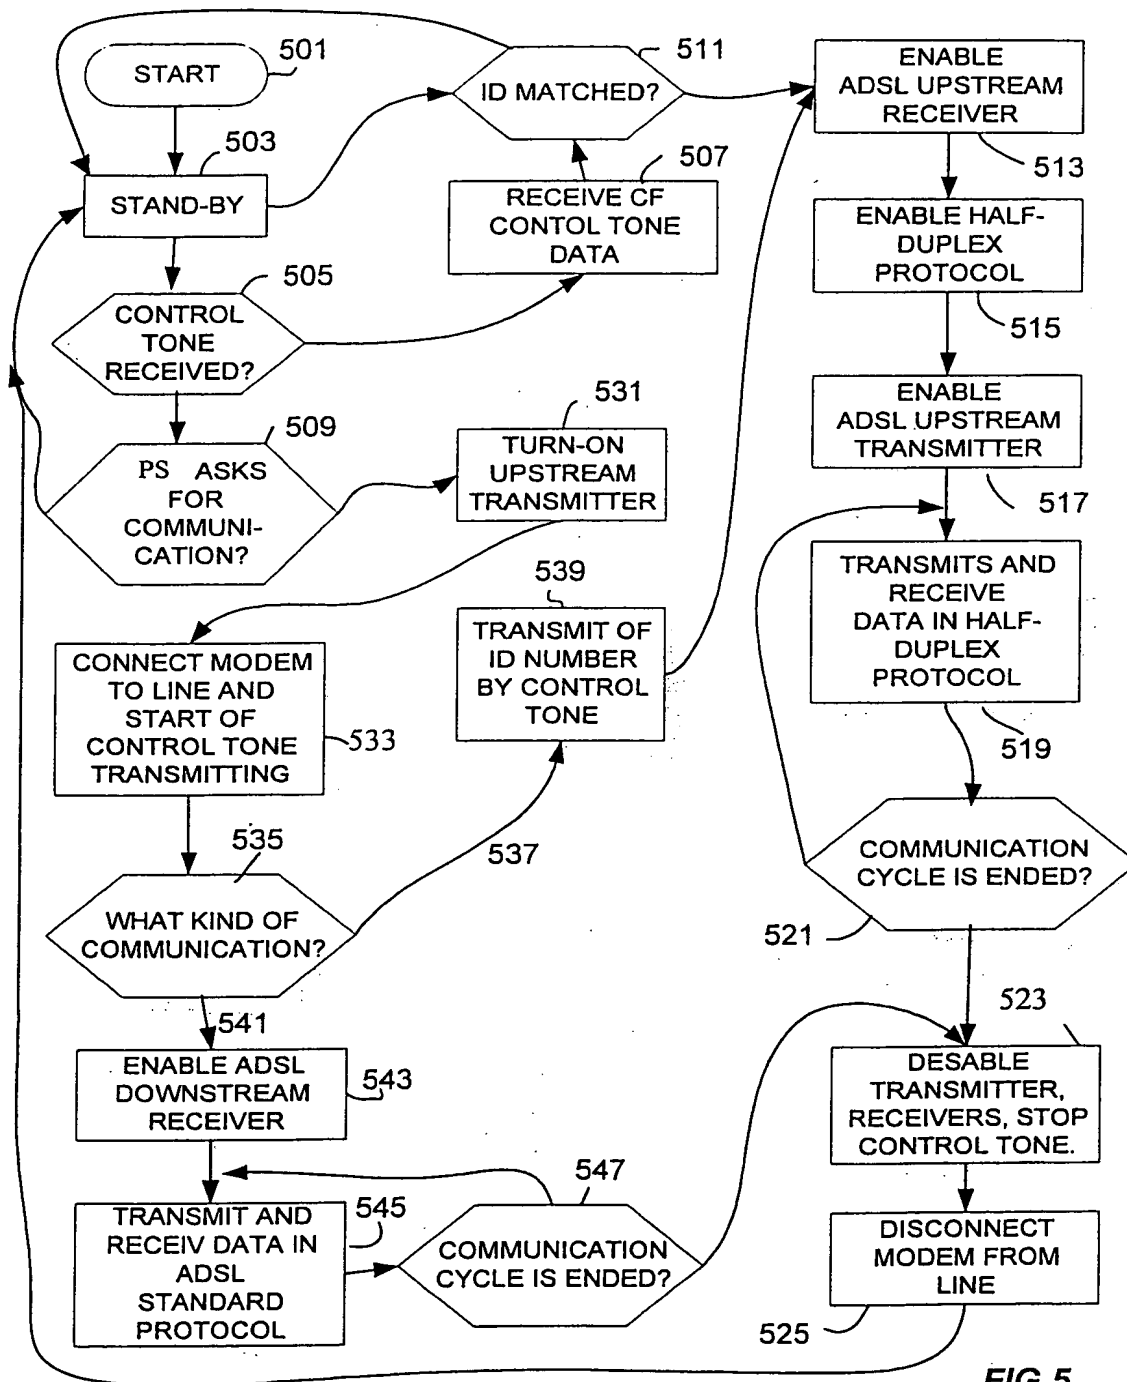 START
501
503
STAND-BY
505
CONTROL
TONE
RECEIVED?
509
PS ASKS
FOR
COMMUNI-
CATION?
511
ID MATCHED?
507
RECEIVE CF
CONTOL TONE
DATA
531
TURN-ON
UPSTREAM
TRANSMITTER
539
TRANSMIT OF
ID NUMBER
BY CONTROL
TONE
CONNECT MODEM
TO LINE AND
START OF
CONTROL TONE
TRANSMITTING
533
535
537
WHAT KIND OF
COMMUNICATION?
541
ENABLE ADSL
DOWNSTREAM
RECEIVER
543
TRANSMIT AND
RECEIV DATA IN
ADSL
STANDARD
PROTOCOL
545
547
COMMUNICATION
CYCLE IS ENDED?
ENABLE
ADSL UPSTREAM
RECEIVER
513
ENABLE HALF-
DUPLEX
PROTOCOL
515
ENABLE
ADSL UPSTREAM
TRANSMITTER
517
TRANSMITS AND
RECEIVE
DATA IN HALF-
DUPLEX
PROTOCOL
519
COMMUNICATION
CYCLE IS ENDED?
521
523
DESABLE
TRANSMITTER,
RECEIVERS, STOP
CONTROL TONE.
DISCONNECT
MODEM FROM
LINE
525
FIG 5